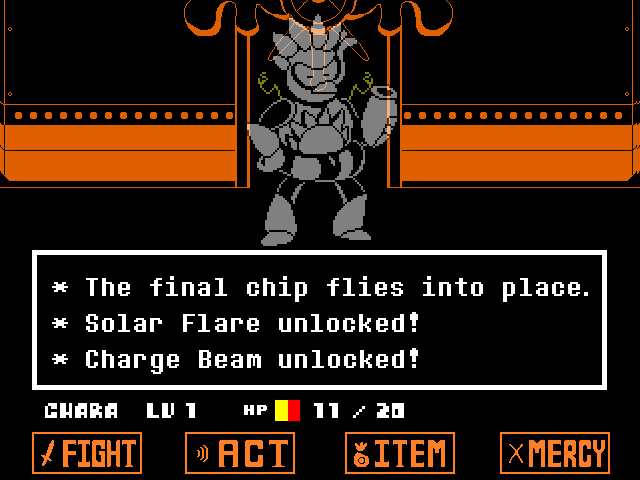 * The final chip flies into place.
* Solar Flare unlocked!
* Charge Beam unlocked!
CHARA LV 1 HP 11 / 20
FIGHT ACT ITEM MERCY